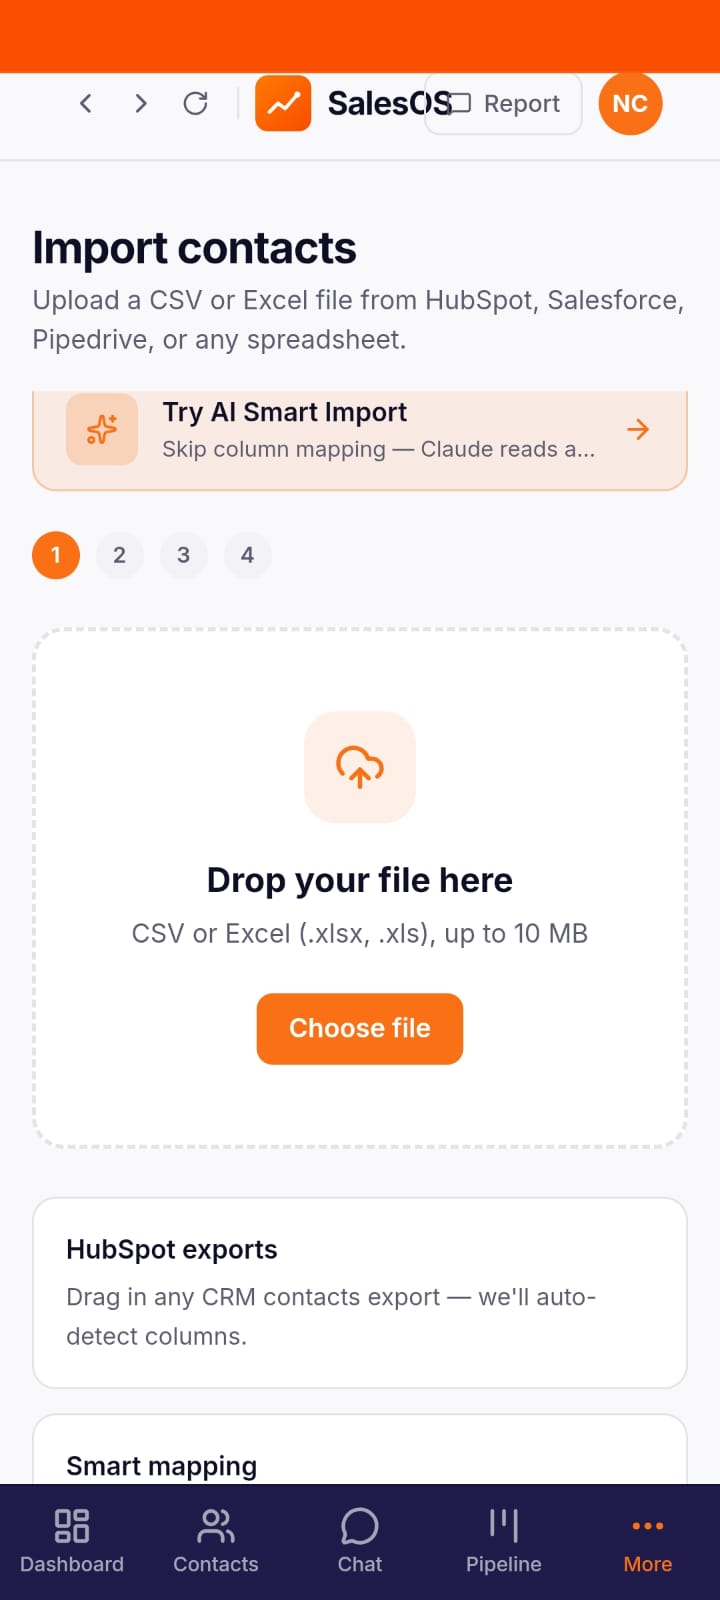 SalesOS
Report
NC
Import contacts
Upload a CSV or Excel file from HubSpot, Salesforce,
Pipedrive, or any spreadsheet.
Try AI Smart Import
Skip column mapping — Claude reads a...
1 2 3 4
Drop your file here
CSV or Excel (.xlsx, .xls), up to 10 MB
Choose file
HubSpot exports
Drag in any CRM contacts export — we'll auto-
detect columns.
Smart mapping
Dashboard Contacts Chat Pipeline More